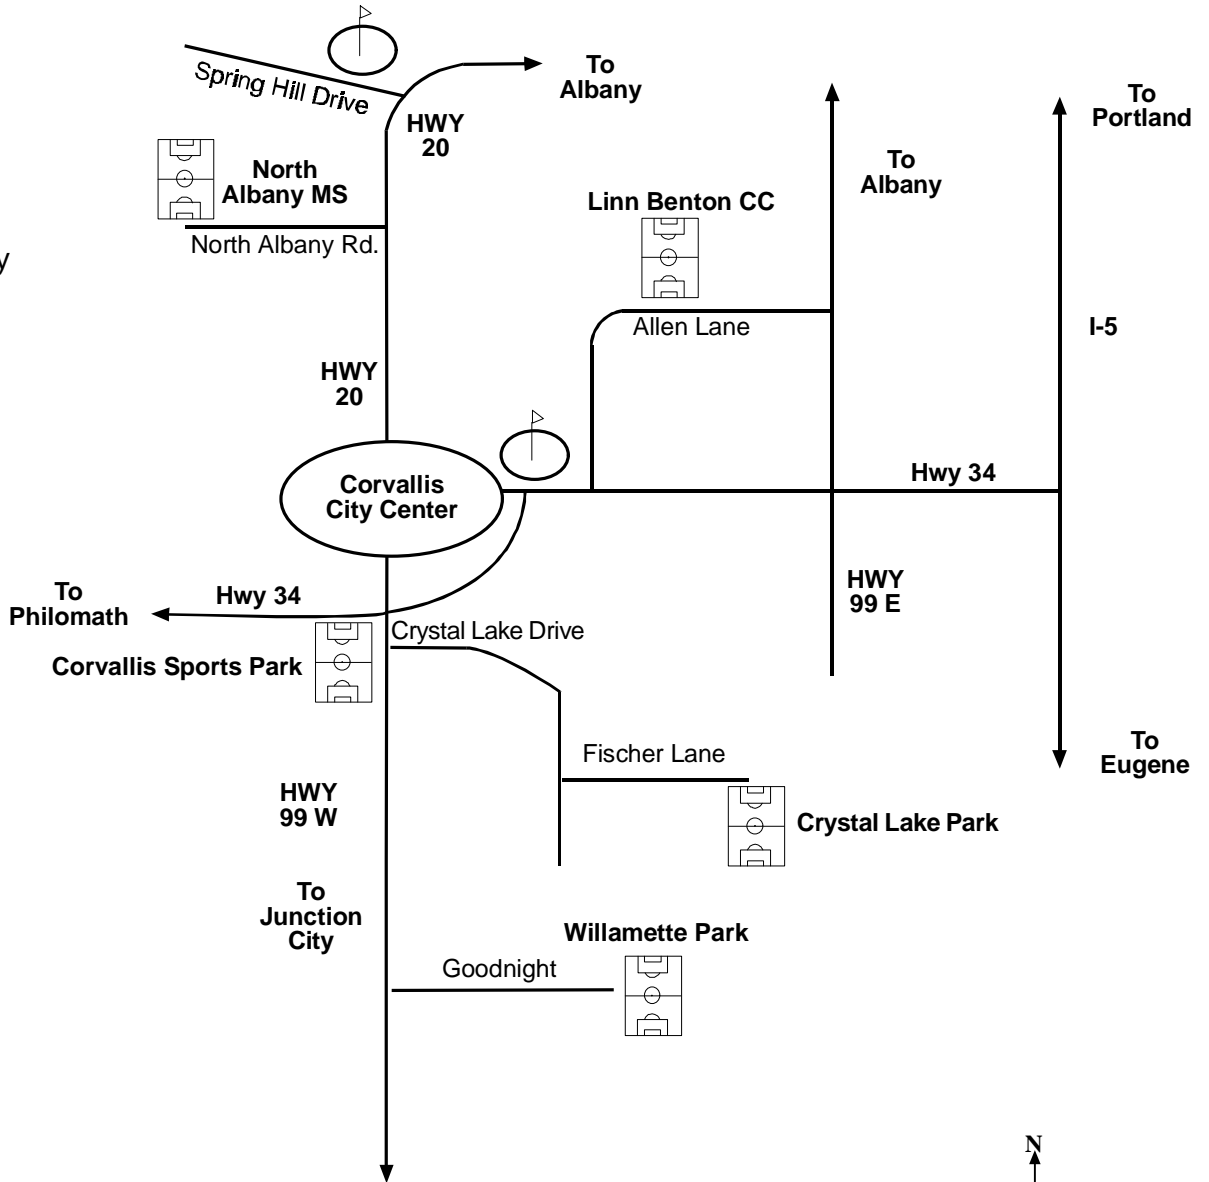 Spring Hill Drive
To
Albany
HWY
20
To
Portland
North
Albany MS
To
Albany
Linn Benton CC
North Albany Rd.
y
Allen Lane
I-5
HWY
20
Corvallis
City Center
Hwy 34
To
Philomath
Hwy 34
HWY
99 E
Crystal Lake Drive
Corvallis Sports Park
Fischer Lane
To
Eugene
HWY
99 W
Crystal Lake Park
To
Junction
City
Willamette Park
Goodnight
N